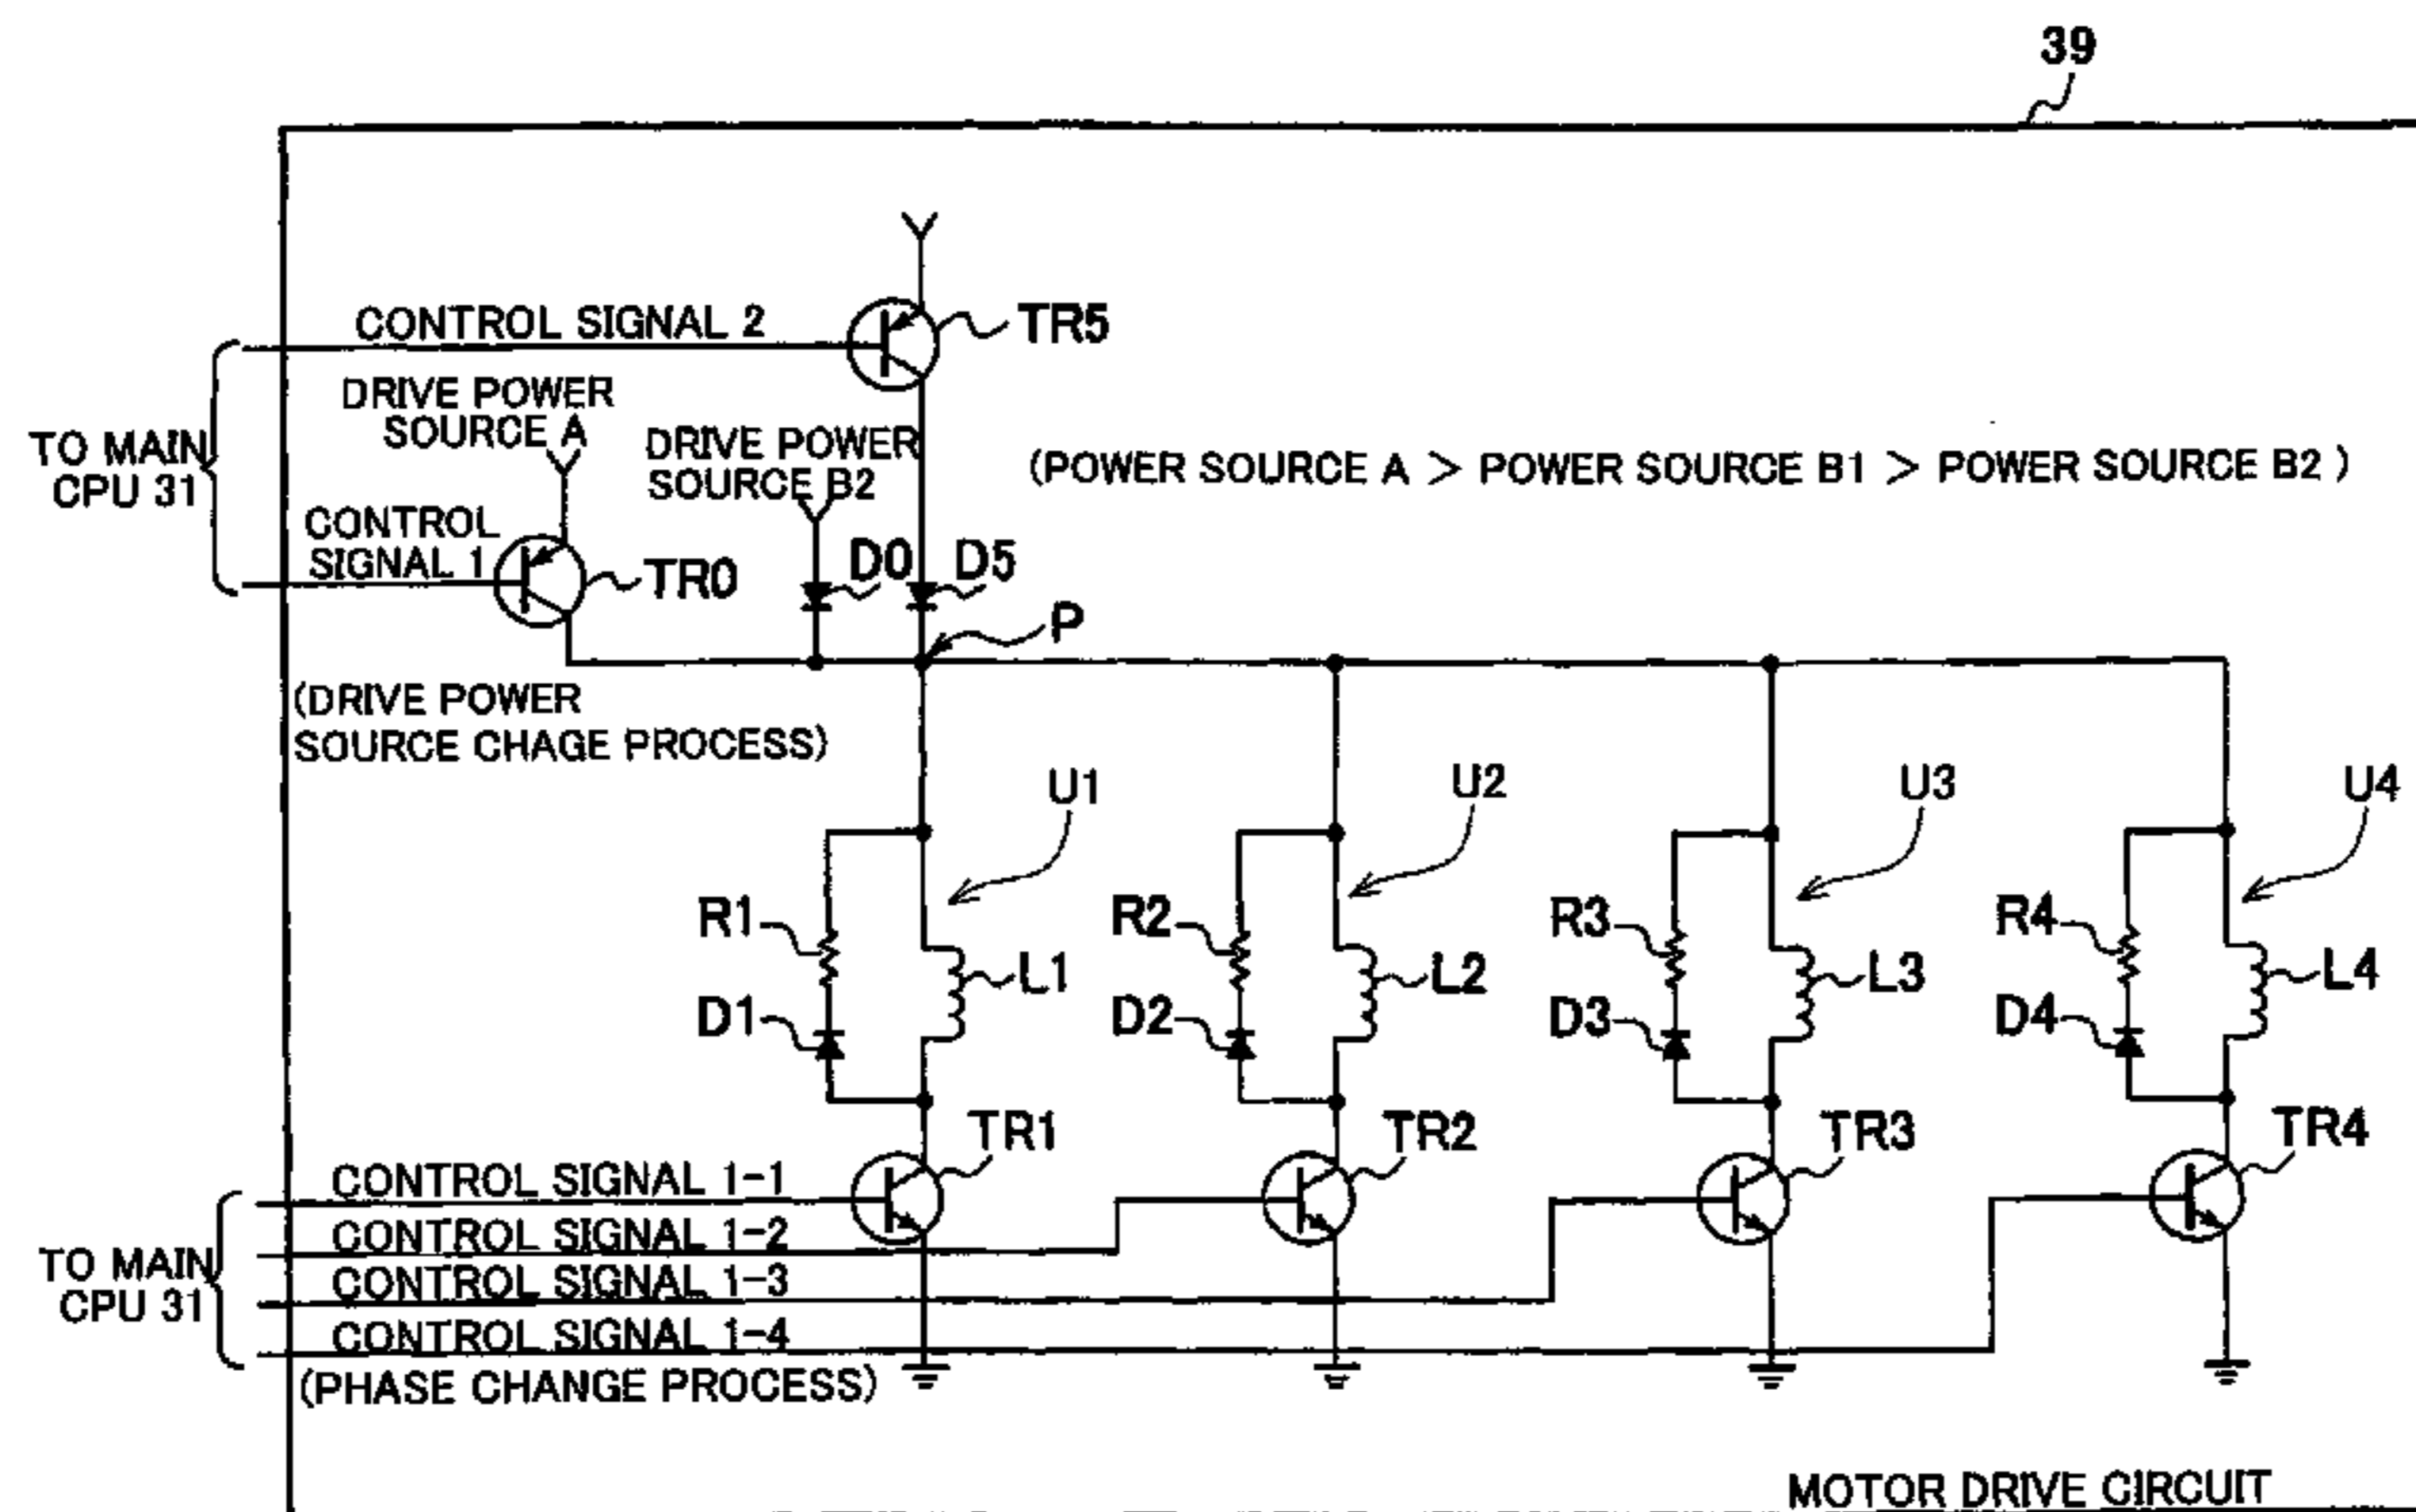 39
CONTROL SIGNAL 2
TR5
DRIVE POWER
SOURCE A
DRIVE POWER
SOURCE B2
(POWER SOURCE A > POWER SOURCE B1 > POWER SOURCE B2)
TO MAIN
CPU 31
CONTROL
SIGNAL 1
TR0
D0
D5
P
(DRIVE POWER
SOURCE CHAGE PROCESS)
U1
U2
U3
U4
R1
L1
R2
L2
R3
L3
R4
L4
D1
D2
D3
D4
TR1
TR2
TR3
TR4
CONTROL SIGNAL 1-1
CONTROL SIGNAL 1-2
CONTROL SIGNAL 1-3
CONTROL SIGNAL 1-4
TO MAIN
CPU 31
(PHASE CHANGE PROCESS)
MOTOR DRIVE CIRCUIT